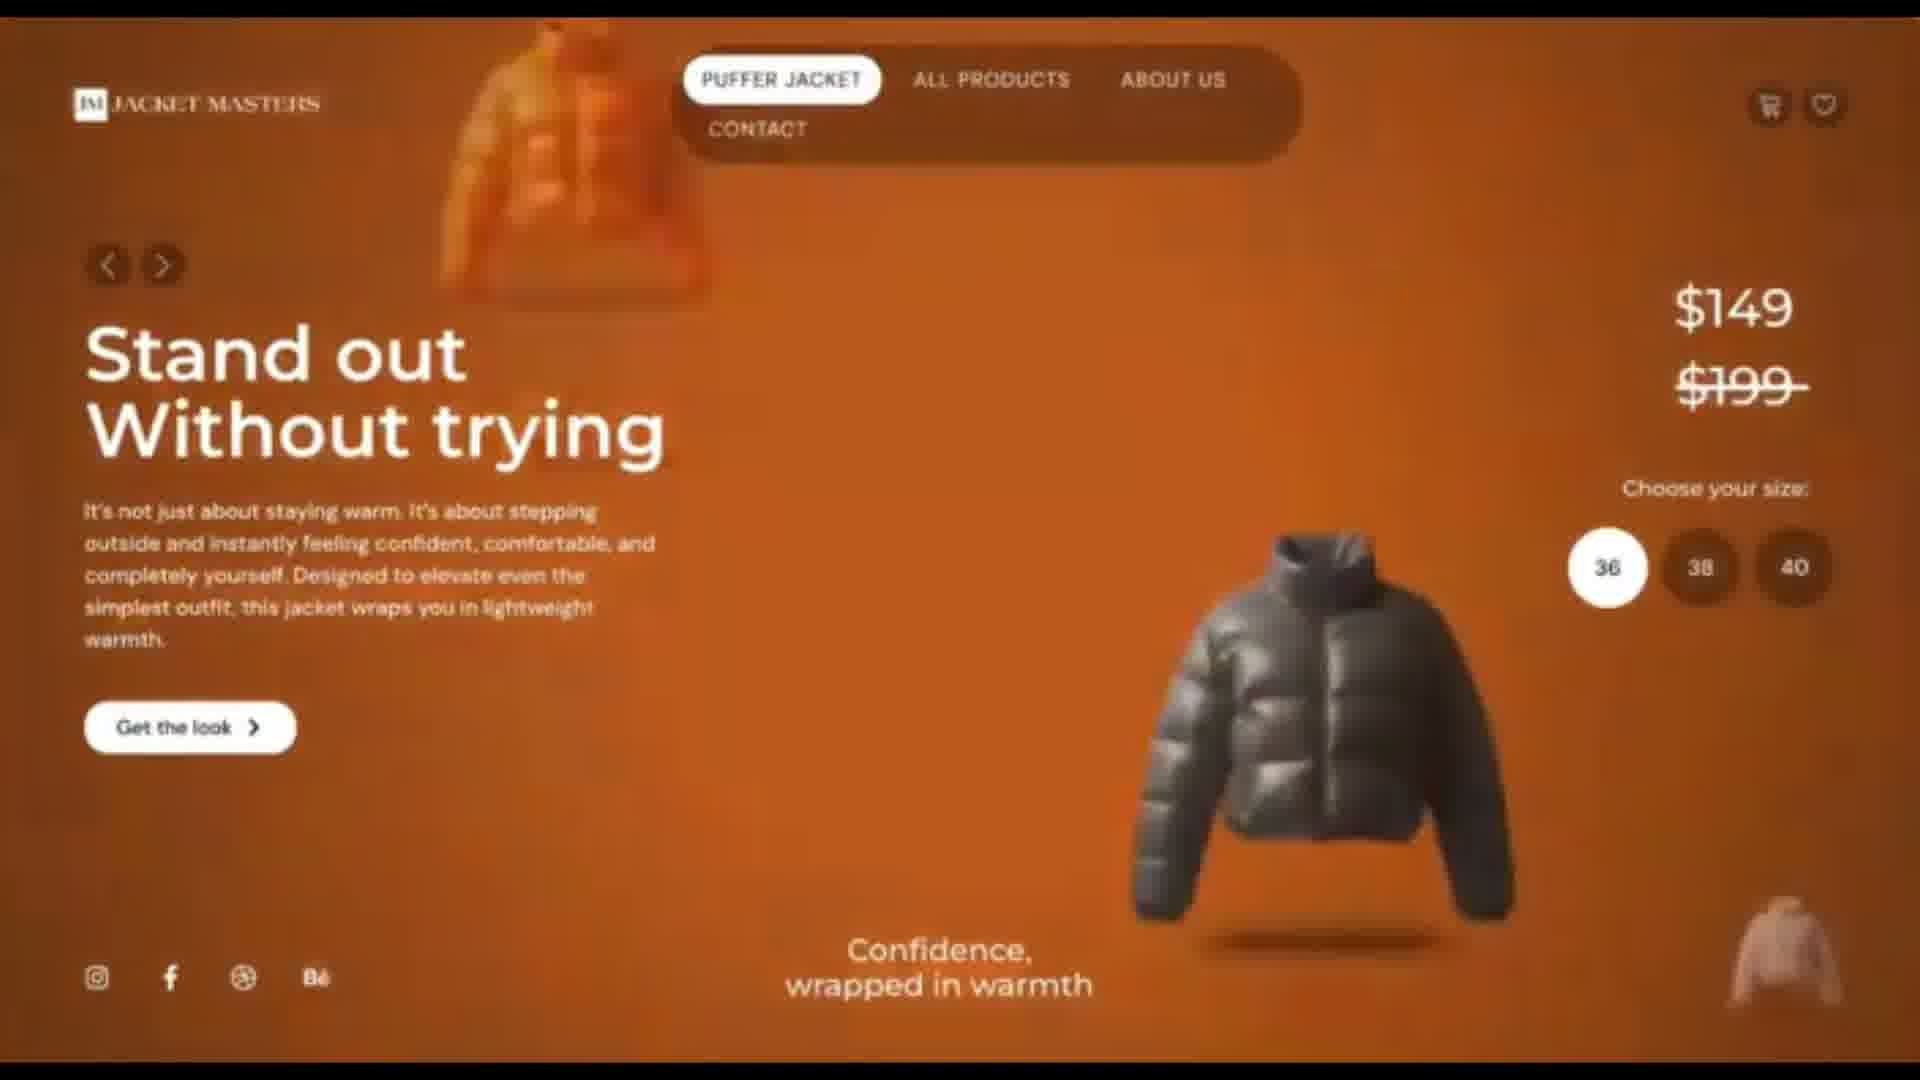 JM JACKET MASTERS
PUFFER JACKET
ALL PRODUCTS
ABOUT US
CONTACT
Stand out
Without trying
It's not just about staying warm. It's about stepping
outside and instantly feeling confident, comfortable, and
completely yourself. Designed to elevate even the
simplest outfit, this jacket wraps you in lightweight
warmth.
Get the look
$149
$199
Choose your size:
36
38
40
Confidence,
wrapped in warmth
Bé